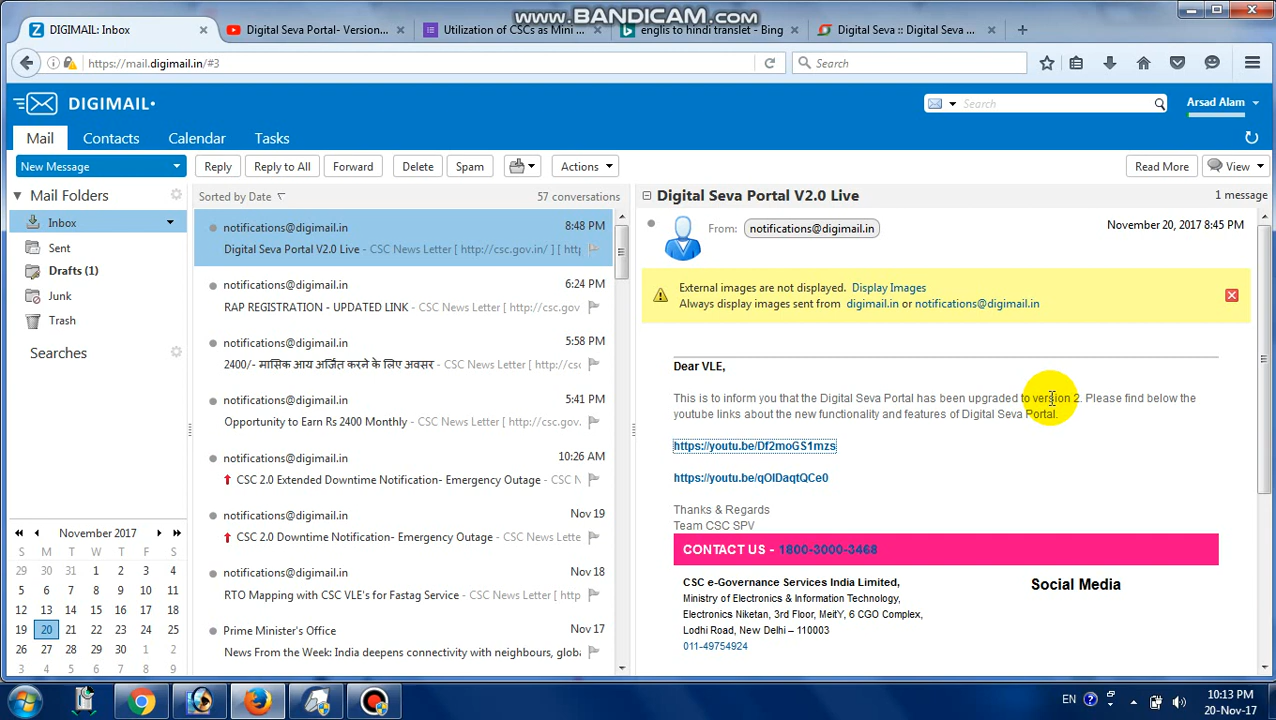 www.BANDICAM.com
DIGIMAIL: Inbox
Digital Seva Portal- Version...
Utilization of CSCs as Mini ...
englis to hindi translet - Bing
Digital Seva :: Digital Seva ...
https://mail.digimail.in/#3
Search
DIGIMAIL
Search
Arsad Alam
Mail Contacts Calendar Tasks
New Message
Reply Reply to All Forward Delete Spam Actions Read More View
Mail Folders
Inbox
Sent
Drafts (1)
Junk
Trash
Searches
November 2017
S M T W T F S
29 30 31 1 2 3 4
5 6 7 8 9 10 11
12 13 14 15 16 17 18
19 20 21 22 23 24 25
26 27 28 29 30 1 2
3 4 5 6 7 8 9
Sorted by Date 57 conversations
notifications@digimail.in 8:48 PM
Digital Seva Portal V2.0 Live - CSC News Letter [ http://csc.gov.in/ ] [ htt
notifications@digimail.in 6:24 PM
RAP REGISTRATION - UPDATED LINK - CSC News Letter [ http://csc.gov
notifications@digimail.in 5:58 PM
2400/- मासिक आय अर्जित करने के लिए अवसर - CSC News Letter [ http://csc
notifications@digimail.in 5:41 PM
Opportunity to Earn Rs 2400 Monthly - CSC News Letter [ http://csc.gov
notifications@digimail.in 10:26 AM
CSC 2.0 Extended Downtime Notification- Emergency Outage - CSC News
notifications@digimail.in Nov 19
CSC 2.0 Downtime Notification- Emergency Outage - CSC News Lette
notifications@digimail.in Nov 18
RTO Mapping with CSC VLE's for Fastag Service - CSC News Letter [ http
Prime Minister's Office Nov 17
News From the Week: India deepens connectivity with neighbours, globa
Digital Seva Portal V2.0 Live 1 message
From: notifications@digimail.in November 20, 2017 8:45 PM
External images are not displayed. Display Images
Always display images sent from digimail.in or notifications@digimail.in
Dear VLE,
This is to inform you that the Digital Seva Portal has been upgraded to version 2. Please find below the
youtube links about the new functionality and features of Digital Seva Portal.
https://youtu.be/Df2moGS1mzs
https://youtu.be/qOIDaqtQCe0
Thanks & Regards
Team CSC SPV
CONTACT US - 1800-3000-3468
CSC e-Governance Services India Limited,
Ministry of Electronics & Information Technology,
Electronics Niketan, 3rd Floor, MeitY, 6 CGO Complex,
Lodhi Road, New Delhi – 110003
011-49754924
Social Media
EN
10:13 PM
20-Nov-17